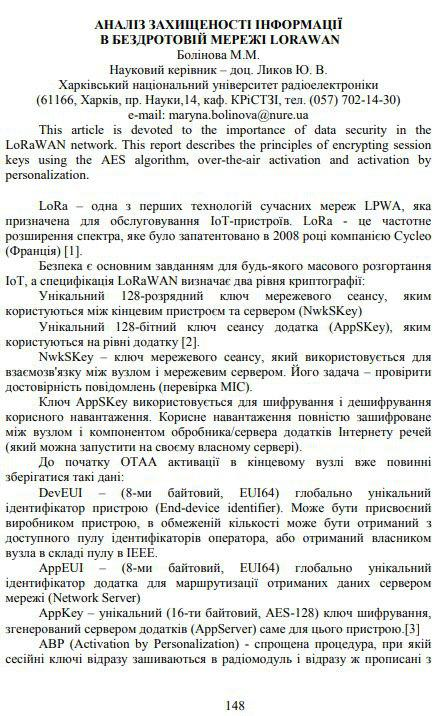 АНАЛІЗ ЗАХИЩЕНОСТІ ІНФОРМАЦІЇ
В БЕЗДРОТОВІЙ МЕРЕЖІ LORAWAN
Болінова М.М.
Науковий керівник – доц. Ликов Ю. В.
Харківський національний університет радіоелектроніки
(61166, Харків, пр. Науки,14, каф. КРіСТЗІ, тел. (057) 702-14-30)
e-mail: maryna.bolinova@nure.ua
This article is devoted to the importance of data security in the
LoRaWAN network. This report describes the principles of encrypting session
keys using the AES algorithm, over-the-air activation and activation by
personalization.
LoRa – одна з перших технологій сучасних мереж LPWA, яка
призначена для обслуговування IoT-пристроїв. LoRa - це частотне
розширення спектра, яке було запатентовано в 2008 році компанією Cycleo
(Франція) [1].
Безпека є основним завданням для будь-якого масового розгортання
IoT, а специфікація LoRaWAN визначає два рівня криптографії:
Унікальний 128-розрядний ключ мережевого сеансу, яким
користуються між кінцевим пристроєм та сервером (NwkSKey)
Унікальний 128-бітний ключ сеансу додатка (AppSKey), яким
користуються на рівні додатку [2].
NwkSKey – ключ мережевого сеансу, який використовується для
взаємозв'язку між вузлом і мережевим сервером. Його задача – провірити
достовірність повідомлень (перевірка MIC).
Ключ AppSKey використовується для шифрування і дешифрування
корисного навантаження. Корисне навантаження повністю зашифроване
між вузлом і компонентом обробника/сервера додатків Інтернету речей
(який можна запустити на своєму власному сервері).
До початку OTAA активації в кінцевому вузлі вже повинні
зберігатися такі дані:
DevEUI – (8-ми байтовий, EUI64) глобально унікальний
ідентифікатор пристрою (End-device identifier). Може бути присвоєний
виробником пристрою, в обмеженій кількості може бути отриманий з
доступного пулу ідентифікаторів оператора, або отриманий власником
вузла в складі пулу в IEEE.
AppEUI – (8-ми байтовий, EUI64) глобально унікальний
ідентифікатор додатка для маршрутизації отриманих даних сервером
мережі (Network Server)
AppKey – унікальний (16-ти байтовий, AES-128) ключ шифрування,
згенерований сервером додатків (AppServer) саме для цього пристрою.[3]
ABP (Activation by Personalization) - спрощена процедура, при якій
сесійні ключі відразу зашиваються в радіомодуль і відразу ж прописані з
148